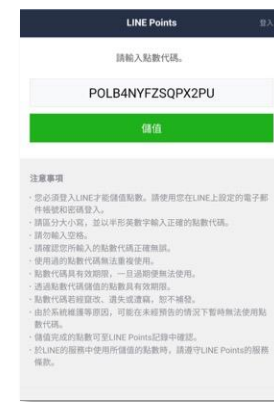 LINE Points
登入
請輸入點數代碼。
POLB4NYFZSQPX2PU
儲值
注意事項
· 您必須登入LINE才能儲值點數。請使用您在LINE上設定的電子郵
件帳號和密碼登入。
· 請區分大小寫，並以半形英數字輸入正確的點數代碼。
· 請勿輸入空格。
· 請確認您所輸入的點數代碼正確無誤。
· 使用過的點數代碼無法重複使用。
· 點數代碼具有效期限，一旦過期便無法使用。
· 透過點數代碼儲值的點數具有效期限。
· 點數代碼若經竄改、遺失或遭竊，恕不補發。
· 由於系統維護等原因，可能在未經預告的情況下暫時無法使用點
數代碼。
· 儲值完成的點數可至LINE Points記錄中確認。
· 於LINE的服務中使用所儲值的點數時，請遵守LINE Points的服務
條款。